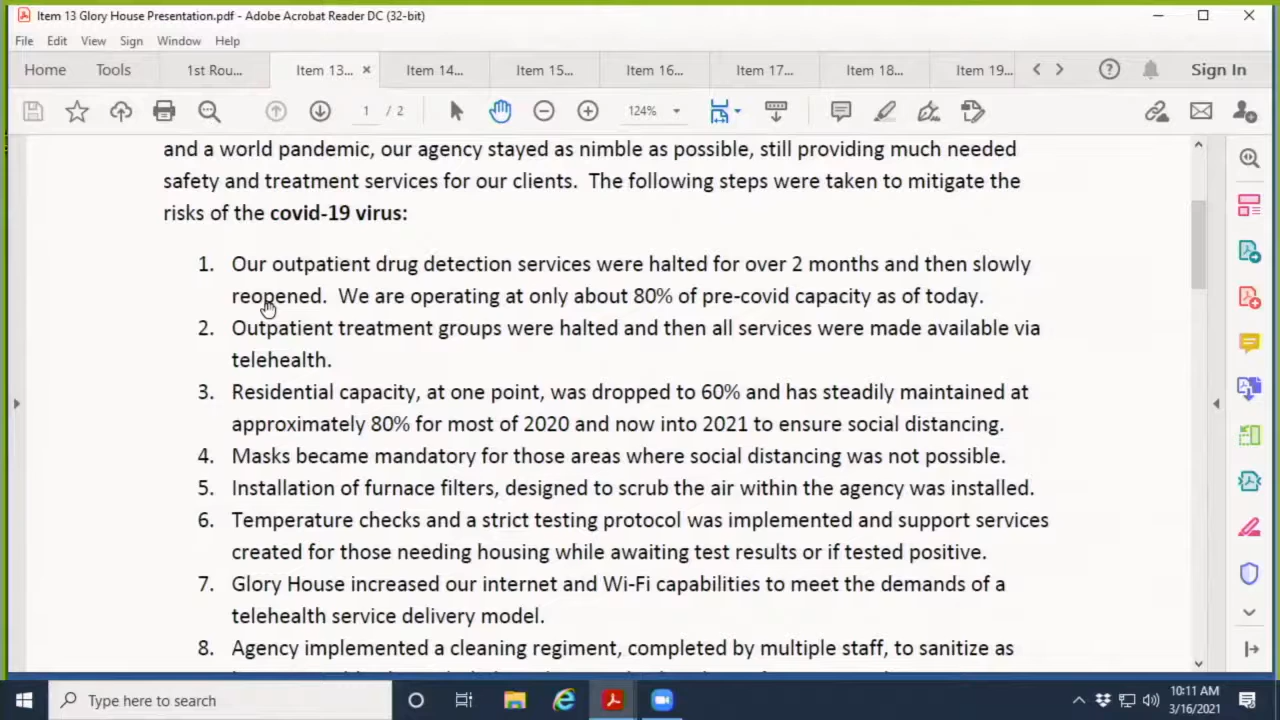 Item 13 Glory House Presentation.pdf - Adobe Acrobat Reader DC (32-bit)
File Edit View Sign Window Help
Home Tools 1st Rou... Item 13... Item 14... Item 15... Item 16... Item 17... Item 18... Item 19... Sign In
1 / 2 124%
and a world pandemic, our agency stayed as nimble as possible, still providing much needed
safety and treatment services for our clients. The following steps were taken to mitigate the
risks of the covid-19 virus:
1. Our outpatient drug detection services were halted for over 2 months and then slowly
reopened. We are operating at only about 80% of pre-covid capacity as of today.
2. Outpatient treatment groups were halted and then all services were made available via
telehealth.
3. Residential capacity, at one point, was dropped to 60% and has steadily maintained at
approximately 80% for most of 2020 and now into 2021 to ensure social distancing.
4. Masks became mandatory for those areas where social distancing was not possible.
5. Installation of furnace filters, designed to scrub the air within the agency was installed.
6. Temperature checks and a strict testing protocol was implemented and support services
created for those needing housing while awaiting test results or if tested positive.
7. Glory House increased our internet and Wi-Fi capabilities to meet the demands of a
telehealth service delivery model.
8. Agency implemented a cleaning regiment, completed by multiple staff, to sanitize as
Type here to search
10:11 AM
3/16/2021